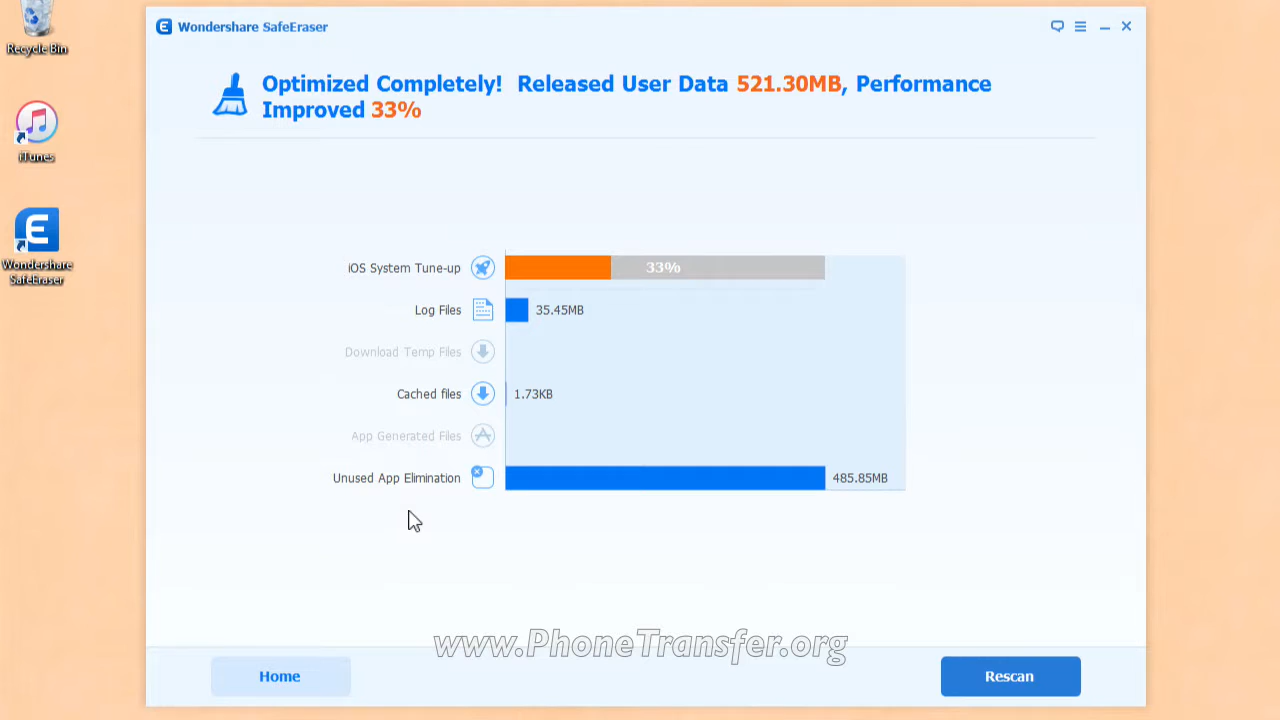 Recycle Bin
iTunes
Wondershare
SafeEraser
Wondershare SafeEraser
Optimized Completely! Released User Data 521.30MB, Performance
Improved 33%
iOS System Tune-up 33%
Log Files 35.45MB
Download Temp Files
Cached files 1.73KB
App Generated Files
Unused App Elimination 485.85MB
www.PhoneTransfer.org
Home Rescan